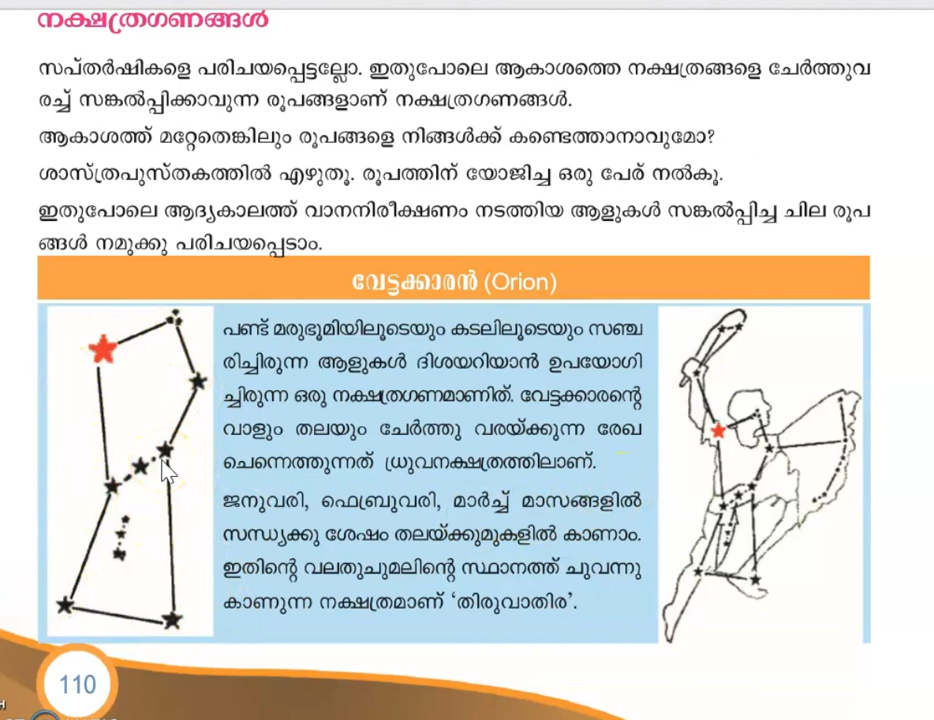 നക്ഷത്രഗണങ്ങൾ
സപ്തർഷികളെ പരിചയപ്പെട്ടല്ലോ. ഇതുപോലെ ആകാശത്തെ നക്ഷത്രങ്ങളെ ചേർത്തുവ
രച്ച് സങ്കൽപ്പിക്കാവുന്ന രൂപങ്ങളാണ് നക്ഷത്രഗണങ്ങൾ.
ആകാശത്ത് മറ്റേതെങ്കിലും രൂപങ്ങളെ നിങ്ങൾക്ക് കണ്ടെത്താനാവുമോ?
ശാസ്ത്രപുസ്തകത്തിൽ എഴുതൂ. രൂപത്തിന് യോജിച്ച ഒരു പേര് നൽകൂ.
ഇതുപോലെ ആദ്യകാലത്ത് വാനനിരീക്ഷണം നടത്തിയ ആളുകൾ സങ്കൽപ്പിച്ച ചില രൂപ
ങ്ങൾ നമുക്കു പരിചയപ്പെടാം.
വേട്ടക്കാരൻ (Orion)
പണ്ട് മരുഭൂമിയിലൂടെയും കടലിലൂടെയും സഞ്ച
രിച്ചിരുന്ന ആളുകൾ ദിശയറിയാൻ ഉപയോഗി
ച്ചിരുന്ന ഒരു നക്ഷത്രഗണമാണിത്. വേട്ടക്കാരന്റെ
വാളും തലയും ചേർത്തു വരയ്ക്കുന്ന രേഖ
ചെന്നെത്തുന്നത് ധ്രുവനക്ഷത്രത്തിലാണ്.
ജനുവരി, ഫെബ്രുവരി, മാർച്ച് മാസങ്ങളിൽ
സന്ധ്യക്കു ശേഷം തലയ്ക്കുമുകളിൽ കാണാം.
ഇതിന്റെ വലതുചുമലിന്റെ സ്ഥാനത്ത് ചുവന്നു
കാണുന്ന നക്ഷത്രമാണ് ‘തിരുവാതിര’.
110